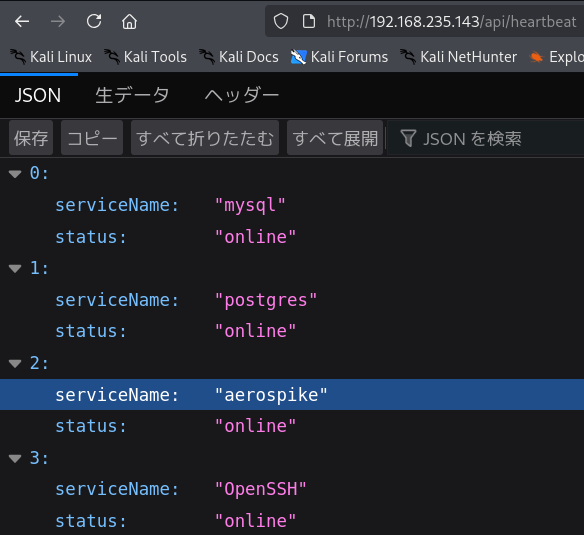 http://192.168.235.143/api/heartbeat
Kali Linux Kali Tools Kali Docs Kali Forums Kali NetHunter Explo
JSON 生データ ヘッダー
保存 コピー すべて折りたたむ すべて展開 JSON を検索
0:
serviceName: "mysql"
status: "online"
1:
serviceName: "postgres"
status: "online"
2:
serviceName: "aerospike"
status: "online"
3:
serviceName: "OpenSSH"
status: "online"